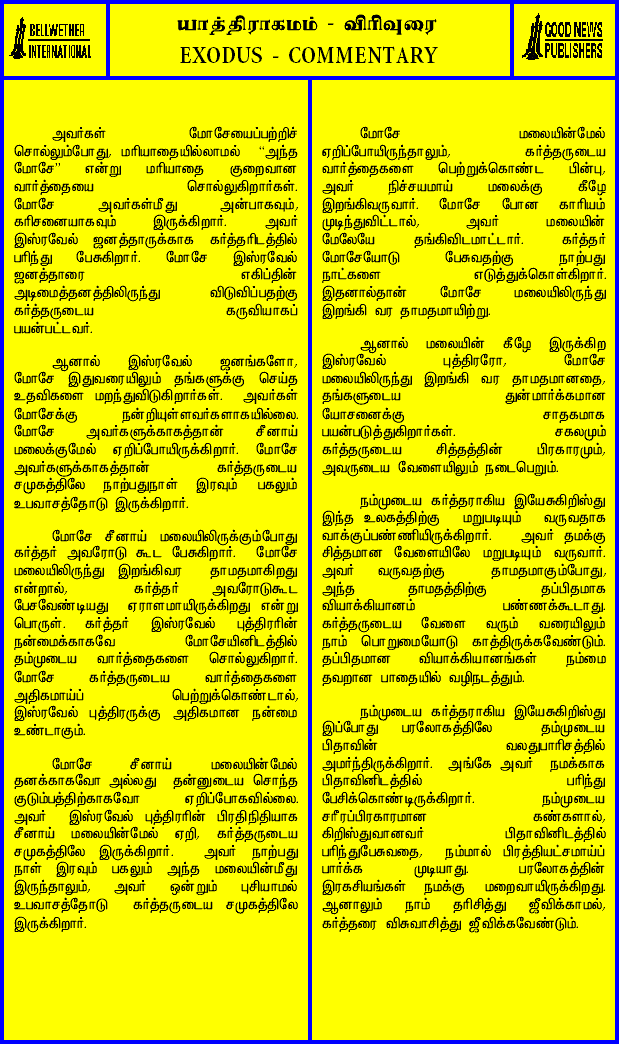 BELLWETHER
INTERNATIONAL
யாத்திராகமம் - விரிவுரை
EXODUS - COMMENTARY
GOOD NEWS
PUBLISHERS
அவர்கள் மோசேயைப்பற்றிச்
சொல்லும்போது, மரியாதையில்லாமல் “அந்த
மோசே” என்று மரியாதை குறைவான
வார்த்தையை சொல்லுகிறார்கள்.
மோசே அவர்கள்மீது அன்பாகவும்,
கரிசனையாகவும் இருக்கிறார். அவர்
இஸ்ரவேல் ஜனத்தாருக்காக கர்த்தரிடத்தில்
பரிந்து பேசுகிறார். மோசே இஸ்ரவேல்
ஜனத்தாரை எகிப்தின்
அடிமைத்தனத்திலிருந்து விடுவிப்பதற்கு
கர்த்தருடைய கருவியாகப்
பயன்பட்டவர்.
ஆனால் இஸ்ரவேல் ஜனங்களோ,
மோசே இதுவரையிலும் தங்களுக்கு செய்த
உதவிகளை மறந்துவிடுகிறார்கள். அவர்கள்
மோசேக்கு நன்றியுள்ளவர்களாகயில்லை.
மோசே அவர்களுக்காகத்தான் சீனாய்
மலைக்குமேல் ஏறிப்போயிருக்கிறார். மோசே
அவர்களுக்காகத்தான் கர்த்தருடைய
சமுகத்திலே நாற்பதுநாள் இரவும் பகலும்
உபவாசத்தோடு இருக்கிறார்.
மோசே சீனாய் மலையிலிருக்கும்போது
கர்த்தர் அவரோடு கூட பேசுகிறார். மோசே
மலையிலிருந்து இறங்கிவர தாமதமாகிறது
என்றால், கர்த்தர் அவரோடுகூட
பேசவேண்டியது ஏராளமாயிருக்கிறது என்று
பொருள். கர்த்தர் இஸ்ரவேல் புத்திரரின்
நன்மைக்காகவே மோசேயினிடத்தில்
தம்முடைய வார்த்தைகளை சொல்லுகிறார்.
மோசே கர்த்தருடைய வார்த்தைகளை
அதிகமாய்ப் பெற்றுக்கொண்டால்,
இஸ்ரவேல் புத்திரருக்கு அதிகமான நன்மை
உண்டாகும்.
மோசே சீனாய் மலையின்மேல்
தனக்காகவோ அல்லது தன்னுடைய சொந்த
குடும்பத்திற்காகவோ ஏறிப்போகவில்லை.
அவர் இஸ்ரவேல் புத்திரரின் பிரதிநிதியாக
சீனாய் மலையின்மேல் ஏறி, கர்த்தருடைய
சமுகத்திலே இருக்கிறார். அவர் நாற்பது
நாள் இரவும் பகலும் அந்த மலையின்மீது
இருந்தாலும், அவர் ஒன்றும் புசியாமல்
உபவாசத்தோடு கர்த்தருடைய சமுகத்திலே
இருக்கிறார்.
மோசே மலையின்மேல்
ஏறிப்போயிருந்தாலும், கர்த்தருடைய
வார்த்தைகளை பெற்றுக்கொண்ட பின்பு,
அவர் நிச்சயமாய் மலைக்கு கீழே
இறங்கிவருவார். மோசே போன காரியம்
முடிந்துவிட்டால், அவர் மலையின்
மேலேயே தங்கிவிடமாட்டார். கர்த்தர்
மோசேயோடு பேசுவதற்கு நாற்பது
நாட்களை எடுத்துக்கொள்கிறார்.
இதனால்தான் மோசே மலையிலிருந்து
இறங்கி வர தாமதமாயிற்று.
ஆனால் மலையின் கீழே இருக்கிற
இஸ்ரவேல் புத்திரரோ, மோசே
மலையிலிருந்து இறங்கி வர தாமதமானதை,
தங்களுடைய துன்மார்க்கமான
யோசனைக்கு சாதகமாக
பயன்படுத்துகிறார்கள். சகலமும்
கர்த்தருடைய சித்தத்தின் பிரகாரமும்,
அவருடைய வேளையிலும் நடைபெறும்.
நம்முடைய கர்த்தராகிய இயேசுகிறிஸ்து
இந்த உலகத்திற்கு மறுபடியும் வருவதாக
வாக்குப்பண்ணியிருக்கிறார். அவர் தமக்கு
சித்தமான வேளையிலே மறுபடியும் வருவார்.
அவர் வருவதற்கு தாமதமாகும்போது,
அந்த தாமதத்திற்கு தப்பிதமாக
வியாக்கியானம் பண்ணக்கூடாது.
கர்த்தருடைய வேளை வரும் வரையிலும்
நாம் பொறுமையோடு காத்திருக்கவேண்டும்.
தப்பிதமான வியாக்கியானங்கள் நம்மை
தவறான பாதையில் வழிநடத்தும்.
நம்முடைய கர்த்தராகிய இயேசுகிறிஸ்து
இப்போது பரலோகத்திலே தம்முடைய
பிதாவின் வலதுபாரிசத்தில்
அமர்ந்திருக்கிறார். அங்கே அவர் நமக்காக
பிதாவினிடத்தில் பரிந்து
பேசிக்கொண்டிருக்கிறார். நம்முடைய
சரீரப்பிரகாரமான கண்களால்,
கிறிஸ்துவானவர் பிதாவினிடத்தில்
பரிந்துபேசுவதை, நம்மால் பிரத்தியட்சமாய்ப்
பார்க்க முடியாது. பரலோகத்தின்
இரகசியங்கள் நமக்கு மறைவாயிருக்கிறது.
ஆனாலும் நாம் தரிசித்து ஜீவிக்காமல்,
கர்த்தரை விசுவாசித்து ஜீவிக்கவேண்டும்.